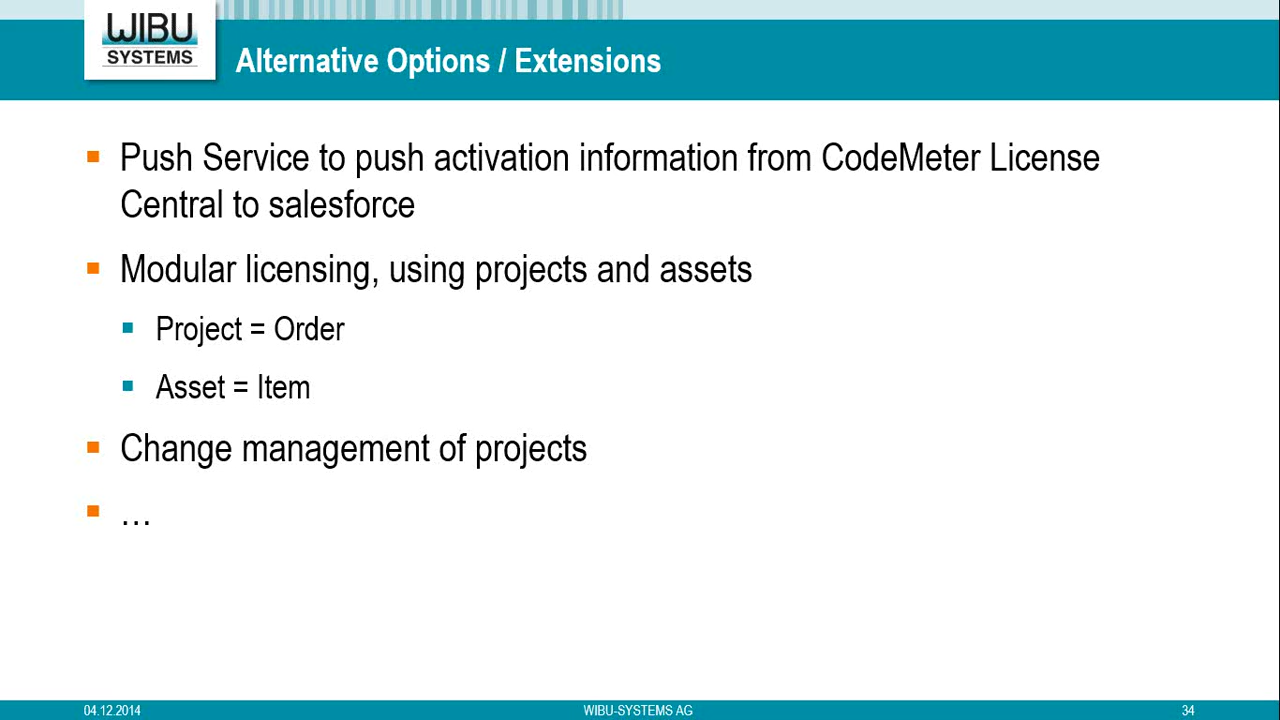 WIBU
SYSTEMS
Alternative Options / Extensions
Push Service to push activation information from CodeMeter License
Central to salesforce
Modular licensing, using projects and assets
Project = Order
Asset = Item
Change management of projects
…
04.12.2014
WIBU-SYSTEMS AG
34